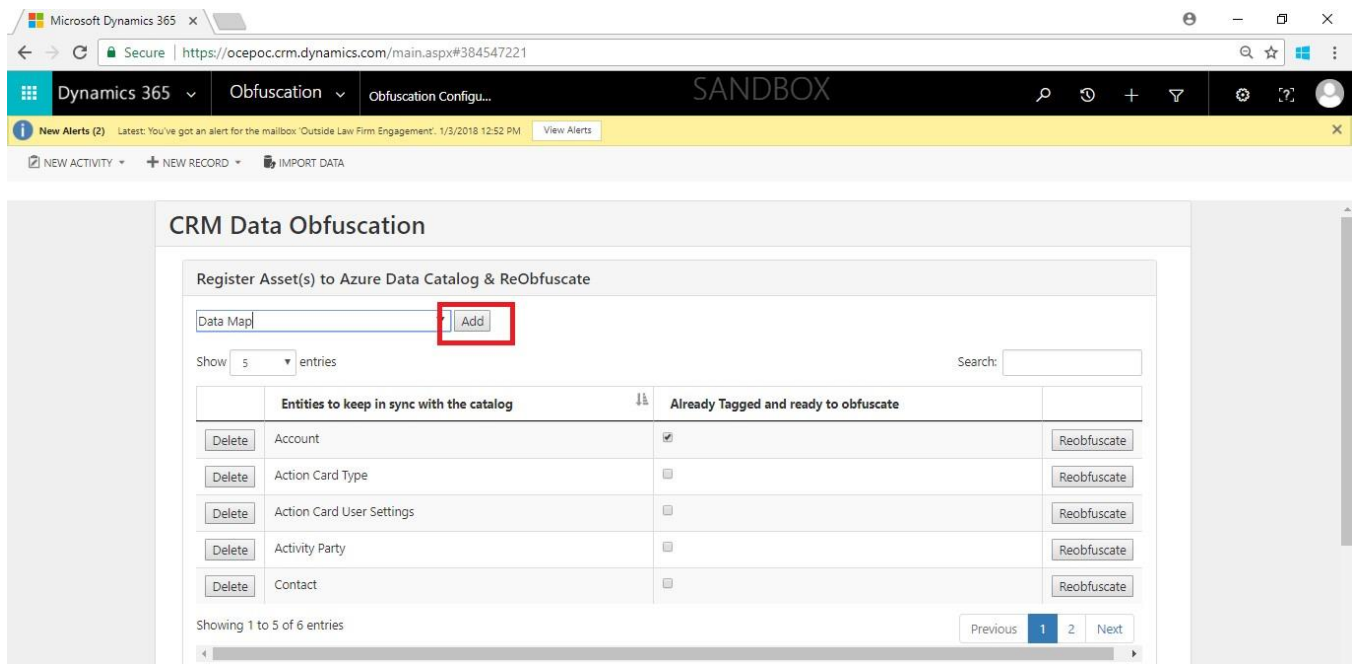 Microsoft Dynamics 365
Secure | https://ocepoc.crm.dynamics.com/main.aspx#384547221
Dynamics 365 Obfuscation Obfuscation Configu... SANDBOX
New Alerts (2) Latest: You've got an alert for the mailbox 'Outside Law Firm Engagement'. 1/3/2018 12:52 PM View Alerts
NEW ACTIVITY NEW RECORD IMPORT DATA
CRM Data Obfuscation
Register Asset(s) to Azure Data Catalog & ReObfuscate
Data Map Add
Show 5 entries Search:
Entities to keep in sync with the catalog Already Tagged and ready to obfuscate
Delete Account Reobfuscate
Delete Action Card Type Reobfuscate
Delete Action Card User Settings Reobfuscate
Delete Activity Party Reobfuscate
Delete Contact Reobfuscate
Showing 1 to 5 of 6 entries Previous 1 2 Next